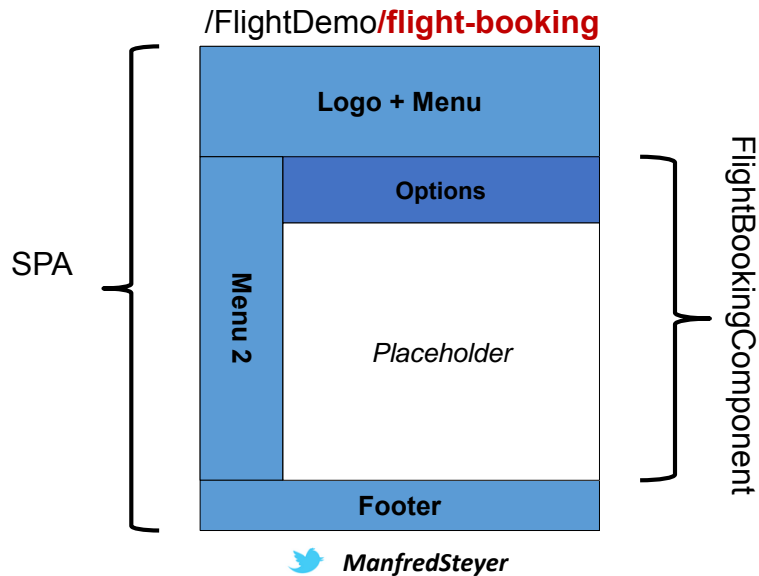 /FlightDemo/flight-booking
Logo + Menu
Options
SPA
Menu 2
Placeholder
FlightBookingComponent
Footer
ManfredSteyer